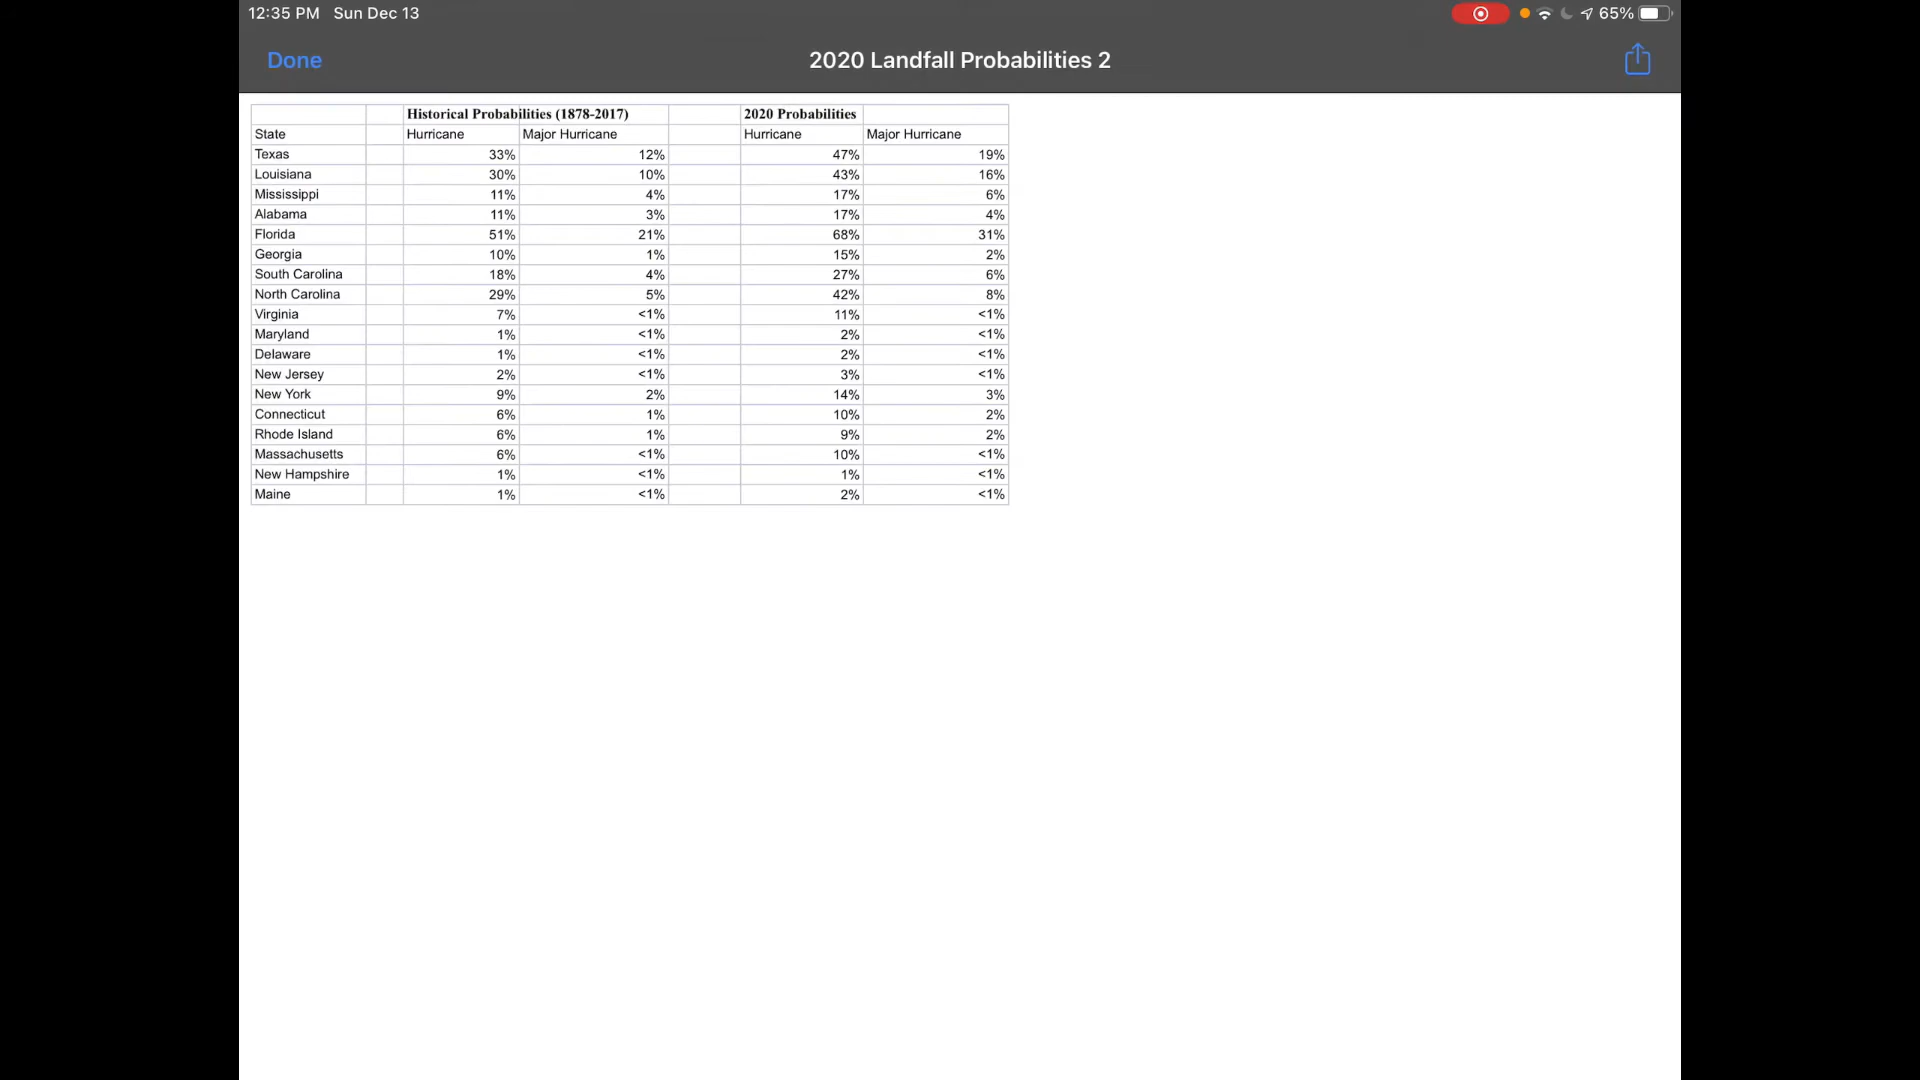 12:35 PM Sun Dec 13 65%
Done 2020 Landfall Probabilities 2
Historical Probabilities (1878-2017) 2020 Probabilities
State Hurricane Major Hurricane Hurricane Major Hurricane
Texas 33% 12% 47% 19%
Louisiana 30% 10% 43% 16%
Mississippi 11% 4% 17% 6%
Alabama 11% 3% 17% 4%
Florida 51% 21% 68% 31%
Georgia 10% 1% 15% 2%
South Carolina 18% 4% 27% 6%
North Carolina 29% 5% 42% 8%
Virginia 7% <1% 11% <1%
Maryland 1% <1% 2% <1%
Delaware 1% <1% 2% <1%
New Jersey 2% <1% 3% <1%
New York 9% 2% 14% 3%
Connecticut 6% 1% 10% 2%
Rhode Island 6% 1% 9% 2%
Massachusetts 6% <1% 10% <1%
New Hampshire 1% <1% 1% <1%
Maine 1% <1% 2% <1%